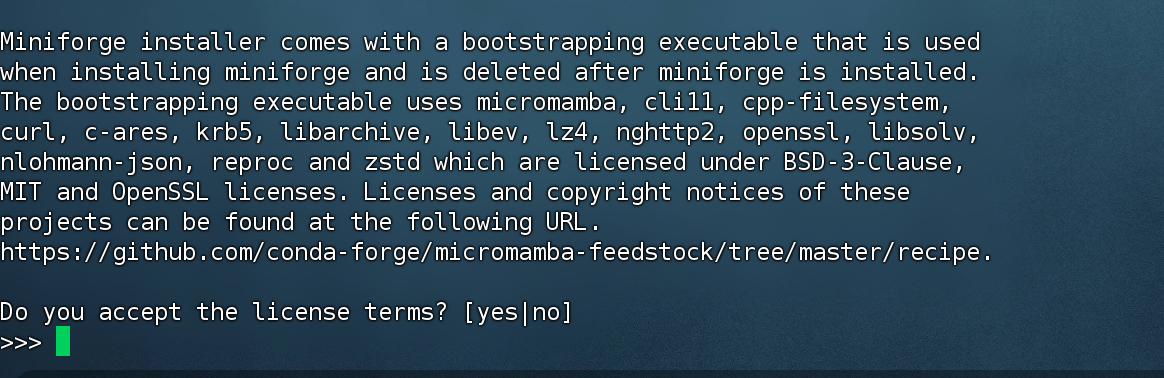 Miniforge installer comes with a bootstrapping executable that is used
when installing miniforge and is deleted after miniforge is installed.
The bootstrapping executable uses micromamba, cli11, cpp-filesystem,
curl, c-ares, krb5, libarchive, libev, lz4, nghttp2, openssl, libsolv,
nlohmann-json, reproc and zstd which are licensed under BSD-3-Clause,
MIT and OpenSSL licenses. Licenses and copyright notices of these
projects can be found at the following URL.
https://github.com/conda-forge/micromamba-feedstock/tree/master/recipe.
Do you accept the license terms? [yes|no]
>>>